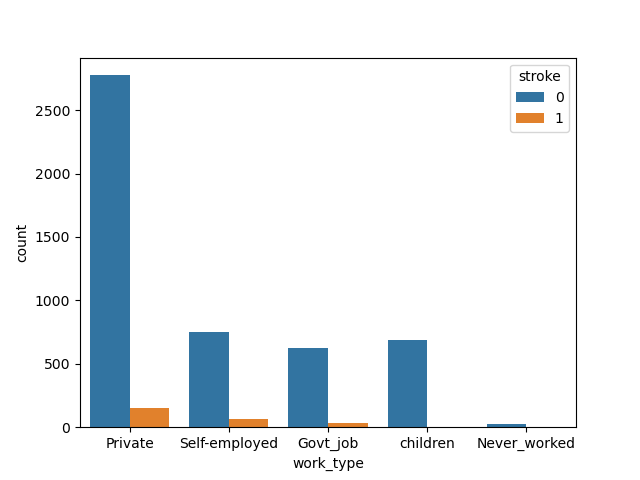 stroke
0
1
2500
2000
1500
1000
500
0
count
Private Self-employed Govt_job children Never_worked
work_type